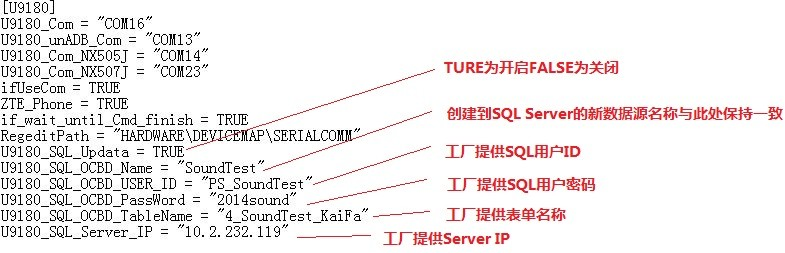 [U9180]
U9180_Com = "COM16"
U9180_unADB_Com = "COM13"
U9180_Com_NX505J = "COM14"
U9180_Com_NX507J = "COM23"
ifUseCom = TRUE
ZTE_Phone = TRUE
if_wait_until_Cmd_finish = TRUE
RegeditPath = "HARDWARE\DEVICEMAP\SERIALCOMM"
U9180_SQL_Updata = TRUE
U9180_SQL_OCBD_Name = "SoundTest"
U9180_SQL_OCBD_USER_ID = "PS_SoundTest"
U9180_SQL_OCBD_PassWord = "2014sound"
U9180_SQL_OCBD_TableName = "4_SoundTest_KaiFa"
U9180_SQL_Server_IP = "10.2.232.119"
TURE为开启FALSE为关闭
创建到SQL Server的新数据源名称与此处保持一致
工厂提供SQL用户ID
工厂提供SQL用户密码
工厂提供表单名称
工厂提供Server IP